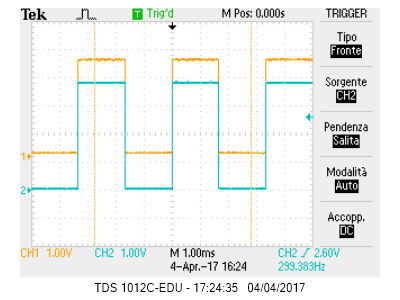 Tek Trig'd M Pos: 0.000s TRIGGER
Tipo
Fronte
Sorgente
CH2
Pendenza
Salita
Modalità
Auto
Accopp.
DC
1
2
CH1 1.00V CH2 1.00V M 1.00ms CH2 / 2.60V
4-Apr.-17 16:24 299.383Hz
TDS 1012C-EDU - 17:24:35 04/04/2017